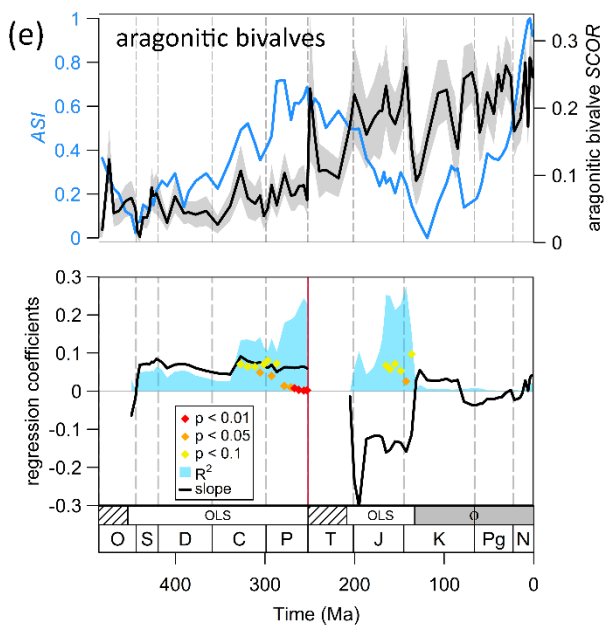 (e)
aragonitic bivalves
1
0.8
0.6
0.4
0.2
0
ASI
0.3
0.2
0.1
0
aragonitic bivalve SCOR
0.3
0.2
0.1
0
-0.1
-0.2
-0.3
regression coefficients
p < 0.01
p < 0.05
p < 0.1
R²
slope
OLS OLS
O S D C P T J K Pg N
400 300 200 100 0
Time (Ma)